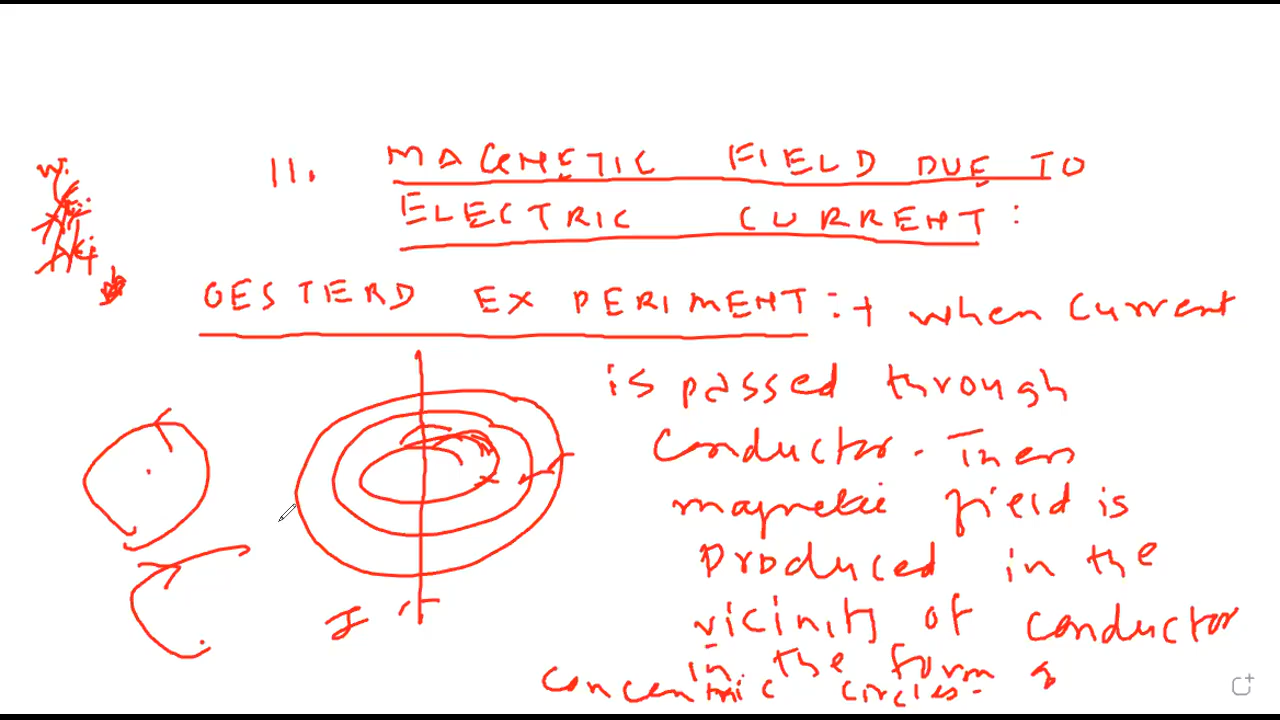 11. MAGNETIC FIELD DUE TO
ELECTRIC CURRENT:
OESTERD EXPERIMENT:+ when current
is passed through
conductor. Then
magnetic field is
produced in the
vicinity of conductor
in the form of
concentric circles.
I